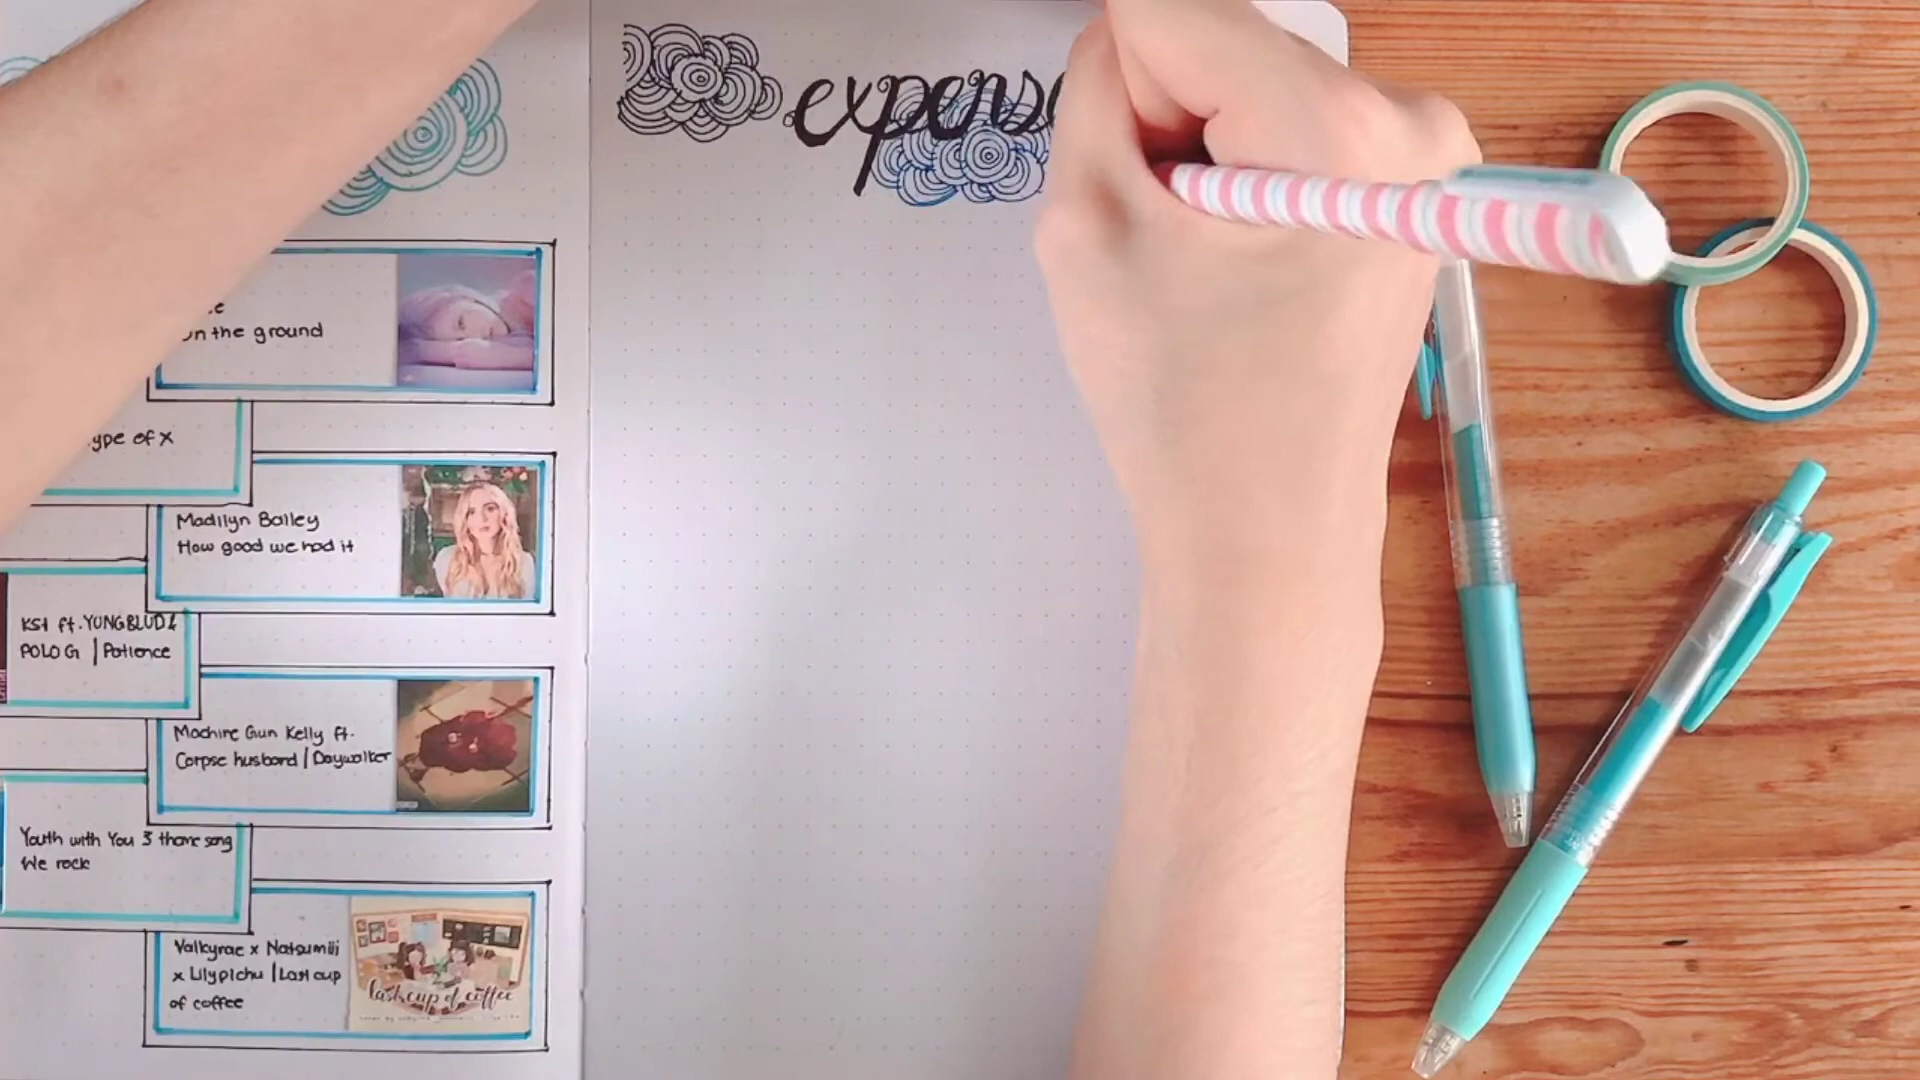 expense
on the ground
type of x
Madilyn Bailey
How good we had it
KSI ft. YUNGBLUD &
POLO G | Patience
Machine Gun Kelly ft.
Corpse husband | Daywalker
Youth with You 3 theme song
We rock
Valkyrae x Natsumiii
x Lilypichu | Last cup
of coffee
last cup of coffee